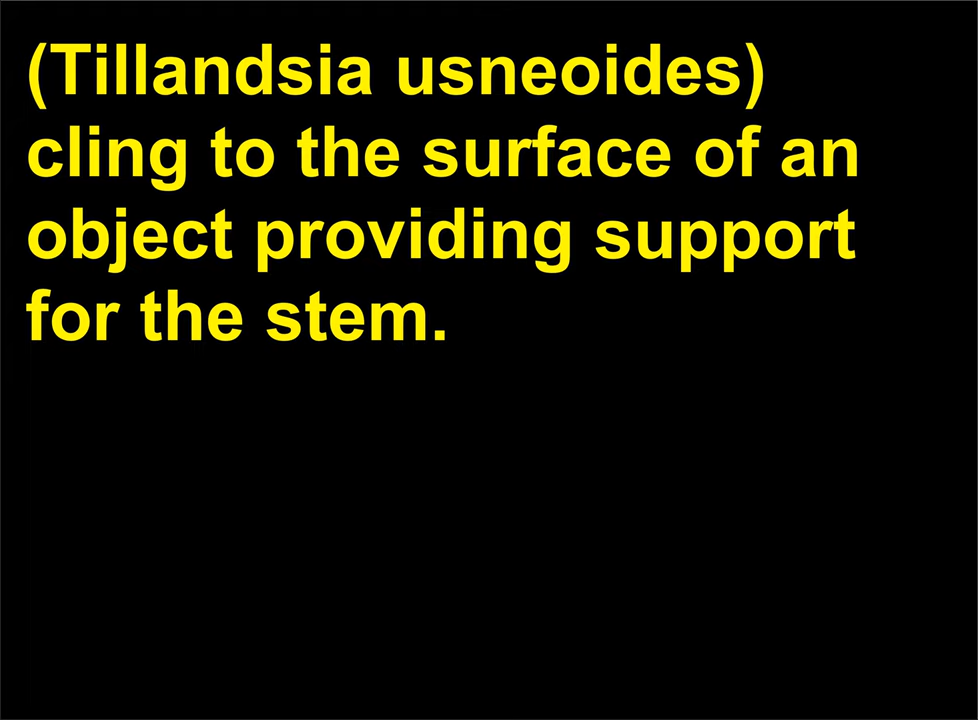 (Tillandsia usneoides)
cling to the surface of an
object providing support
for the stem.